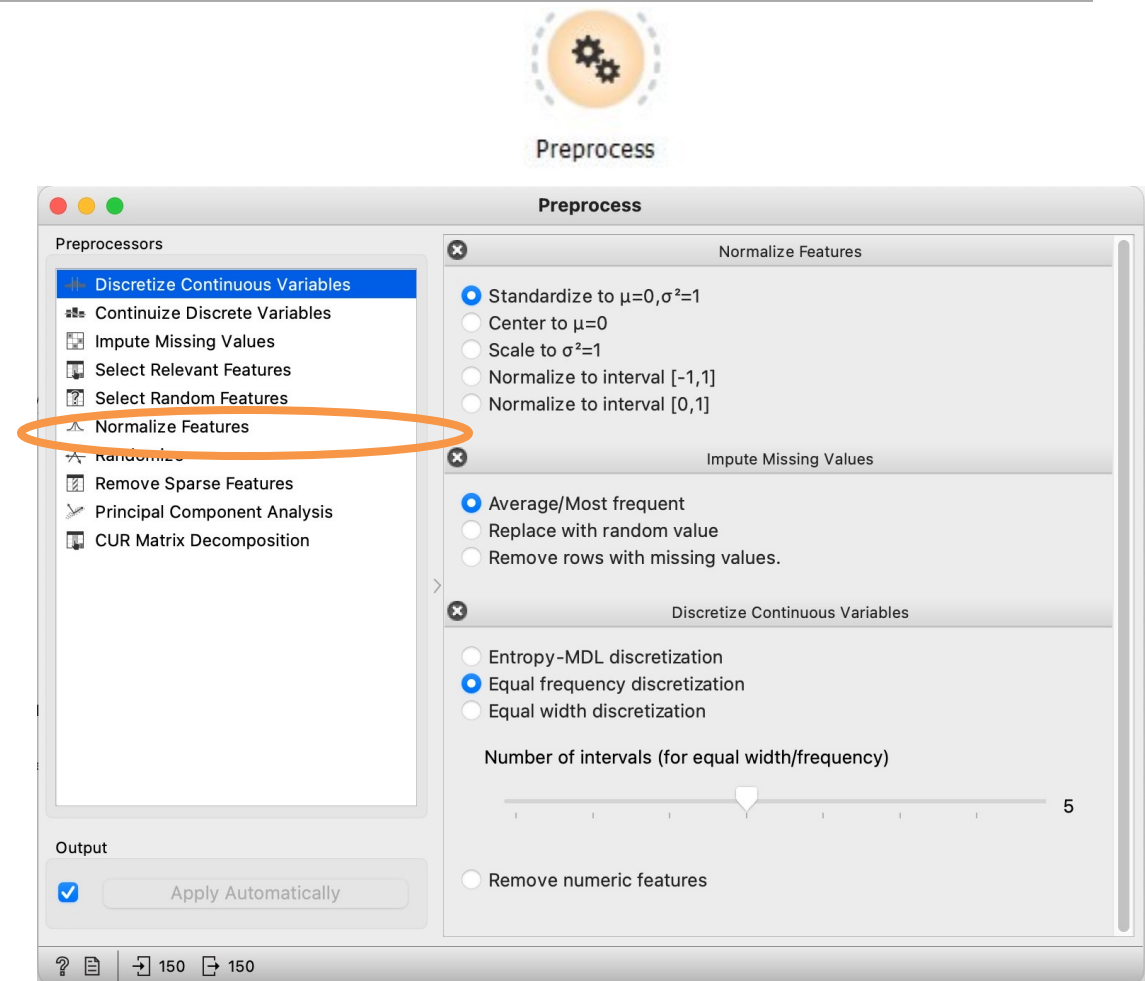 Preprocess
Preprocess
Preprocessors
Discretize Continuous Variables
Continuize Discrete Variables
Impute Missing Values
Select Relevant Features
Select Random Features
Normalize Features
Randomize
Remove Sparse Features
Principal Component Analysis
CUR Matrix Decomposition
Output
Apply Automatically
Normalize Features
Standardize to μ=0,σ²=1
Center to μ=0
Scale to σ²=1
Normalize to interval [-1,1]
Normalize to interval [0,1]
Impute Missing Values
Average/Most frequent
Replace with random value
Remove rows with missing values.
Discretize Continuous Variables
Entropy-MDL discretization
Equal frequency discretization
Equal width discretization
Number of intervals (for equal width/frequency)
5
Remove numeric features
? 150 150